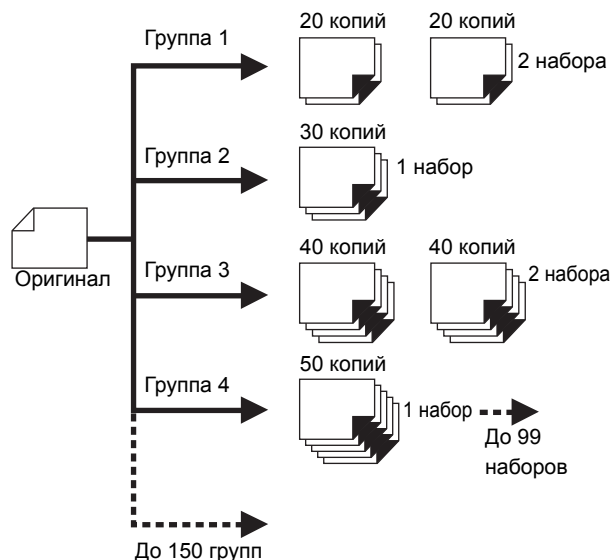 Группа 1
20 копий
20 копий
2 набора
Группа 2
30 копий
1 набор
Оригинал
Группа 3
40 копий
40 копий
2 набора
Группа 4
50 копий
1 набор
До 99
наборов
До 150 групп